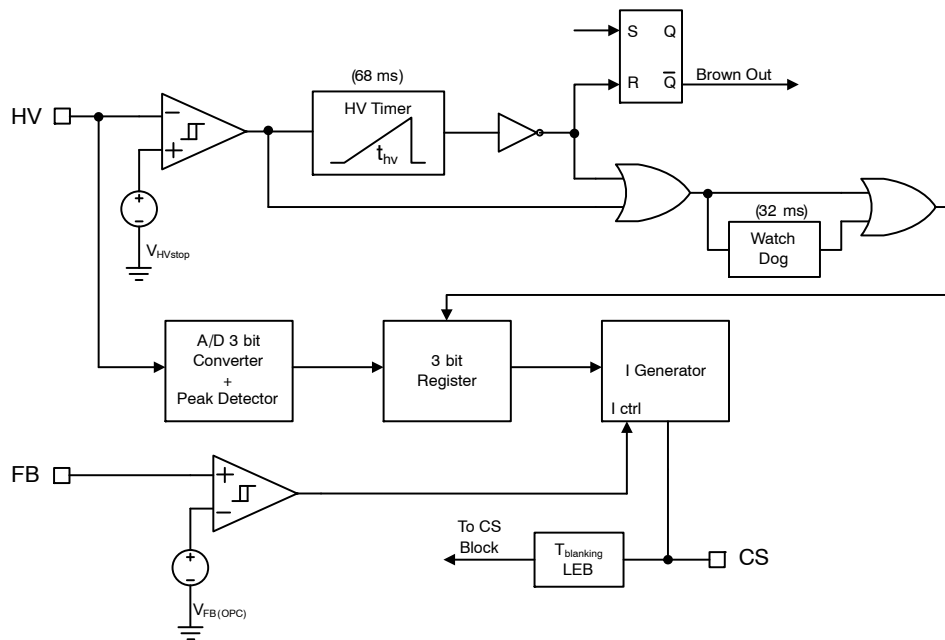 S Q
(68 ms)
R Q
Brown Out
HV
HV Timer
thv
(32 ms)
Watch
Dog
VHVstop
A/D 3 bit
Converter
+
Peak Detector
3 bit
Register
I Generator
I ctrl
FB
To CS
Block
Tblanking
LEB
CS
VFB(OPC)